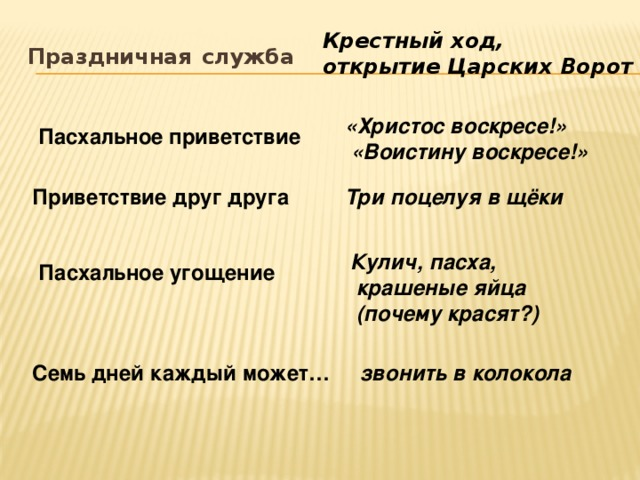 Праздничная служба
Крестный ход,
открытие Царских Ворот
Пасхальное приветствие
«Христос воскресе!»
«Воистину воскресе!»
Приветствие друг друга
Три поцелуя в щёки
Пасхальное угощение
Кулич, пасха,
крашеные яйца
(почему красят?)
Семь дней каждый может…
звонить в колокола